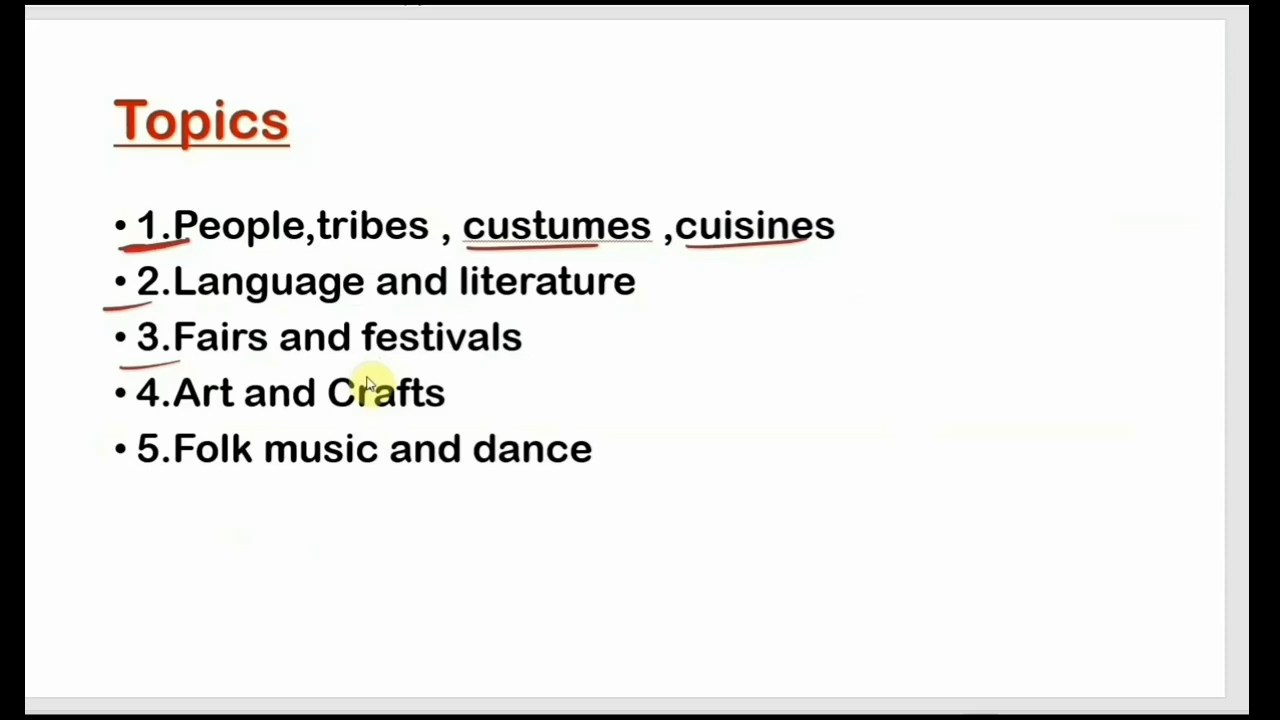 Topics
• 1.People,tribes , custumes ,cuisines
• 2.Language and literature
• 3.Fairs and festivals
• 4.Art and Crafts
• 5.Folk music and dance